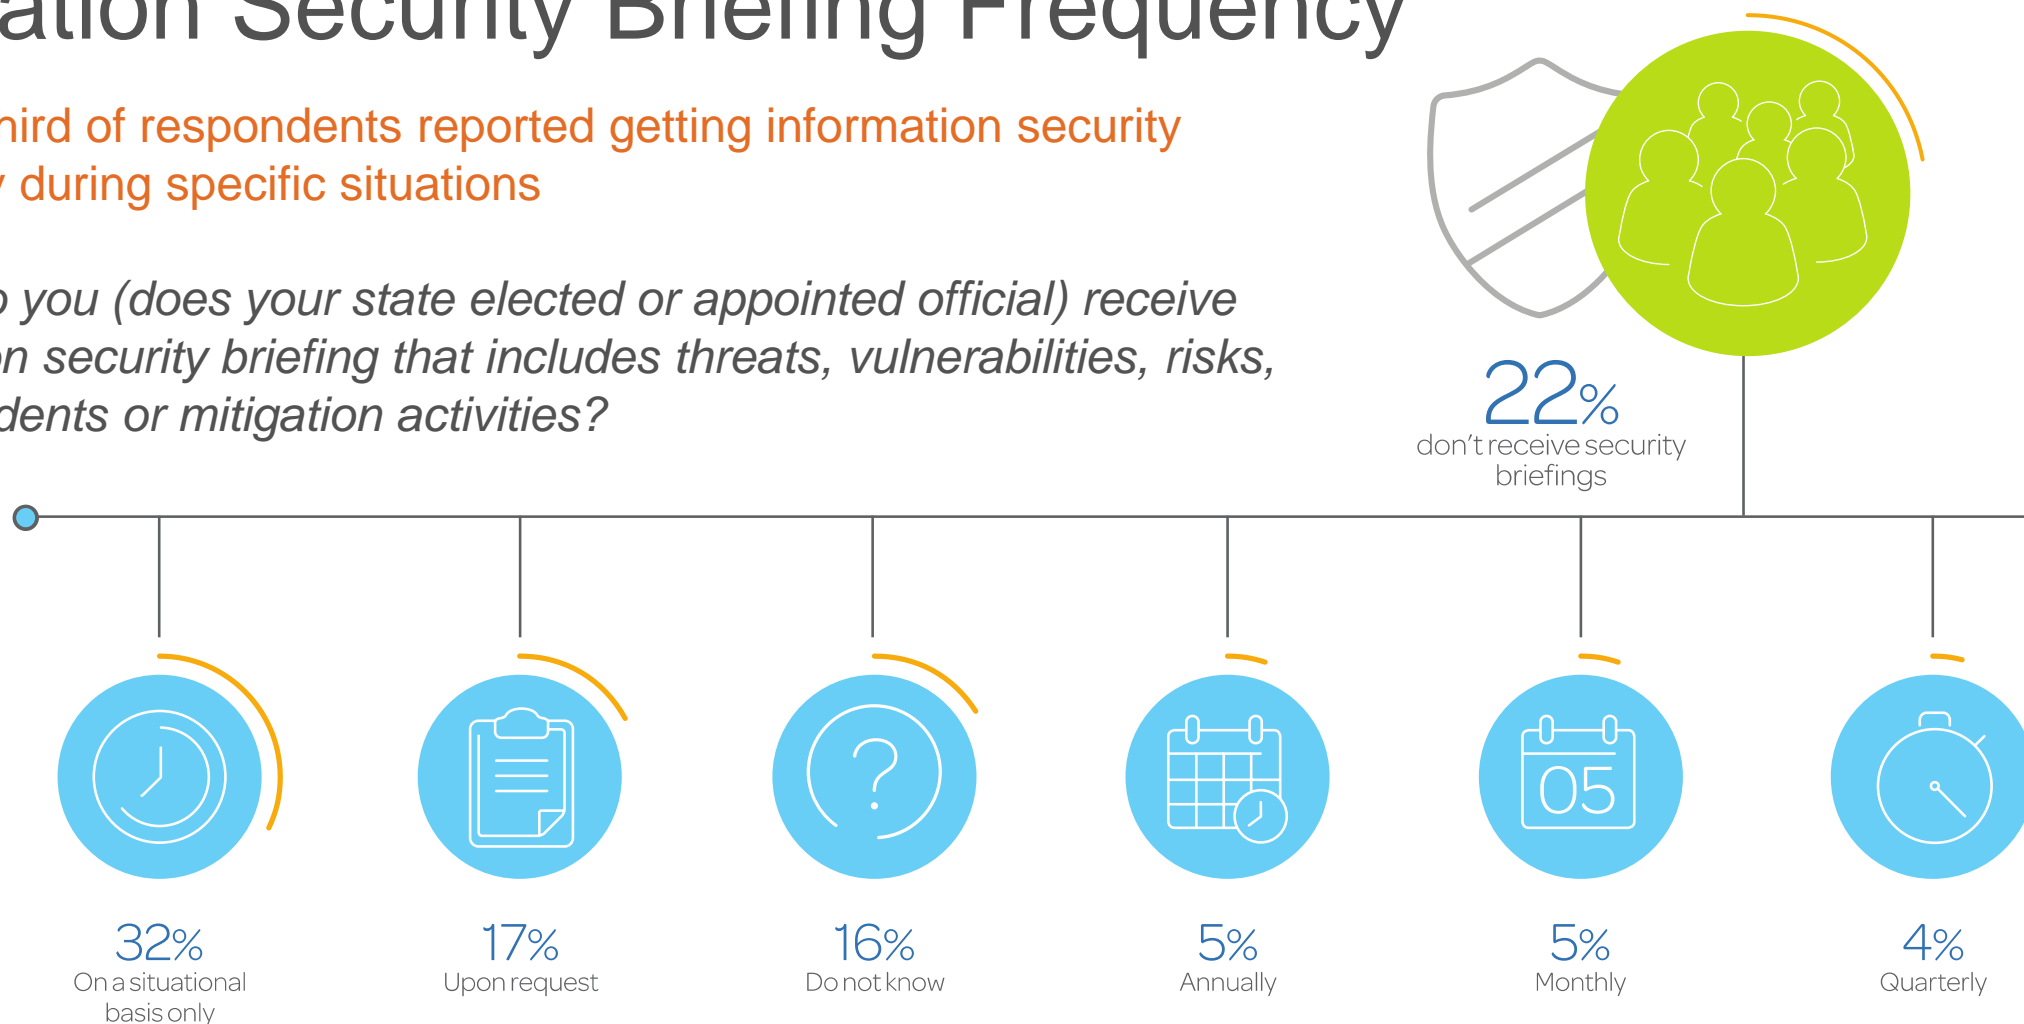 ation Security Briefing Frequency
hird of respondents reported getting information security
y during specific situations
o you (does your state elected or appointed official) receive
on security briefing that includes threats, vulnerabilities, risks,
dents or mitigation activities?
22%
don't receive security
briefings
05
32%
On a situational
basis only
17%
Upon request
16%
Do not know
5%
Annually
5%
Monthly
4%
Quarterly